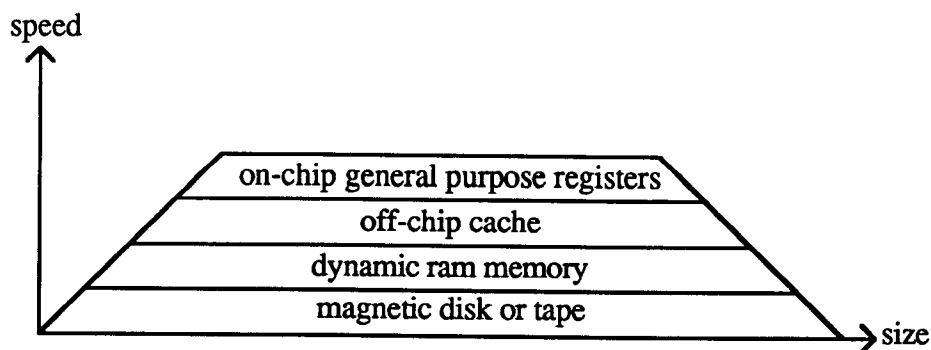 speed
on-chip general purpose registers
off-chip cache
dynamic ram memory
magnetic disk or tape
size